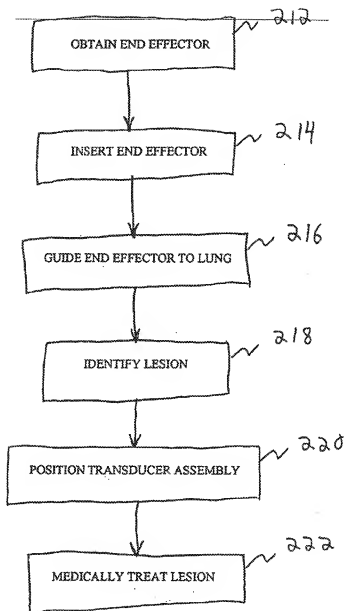 212
OBTAIN END EFFECTOR
214
INSERT END EFFECTOR
216
GUIDE END EFFECTOR TO LUNG
218
IDENTIFY LESION
220
POSITION TRANSDUCER ASSEMBLY
222
MEDICALLY TREAT LESION